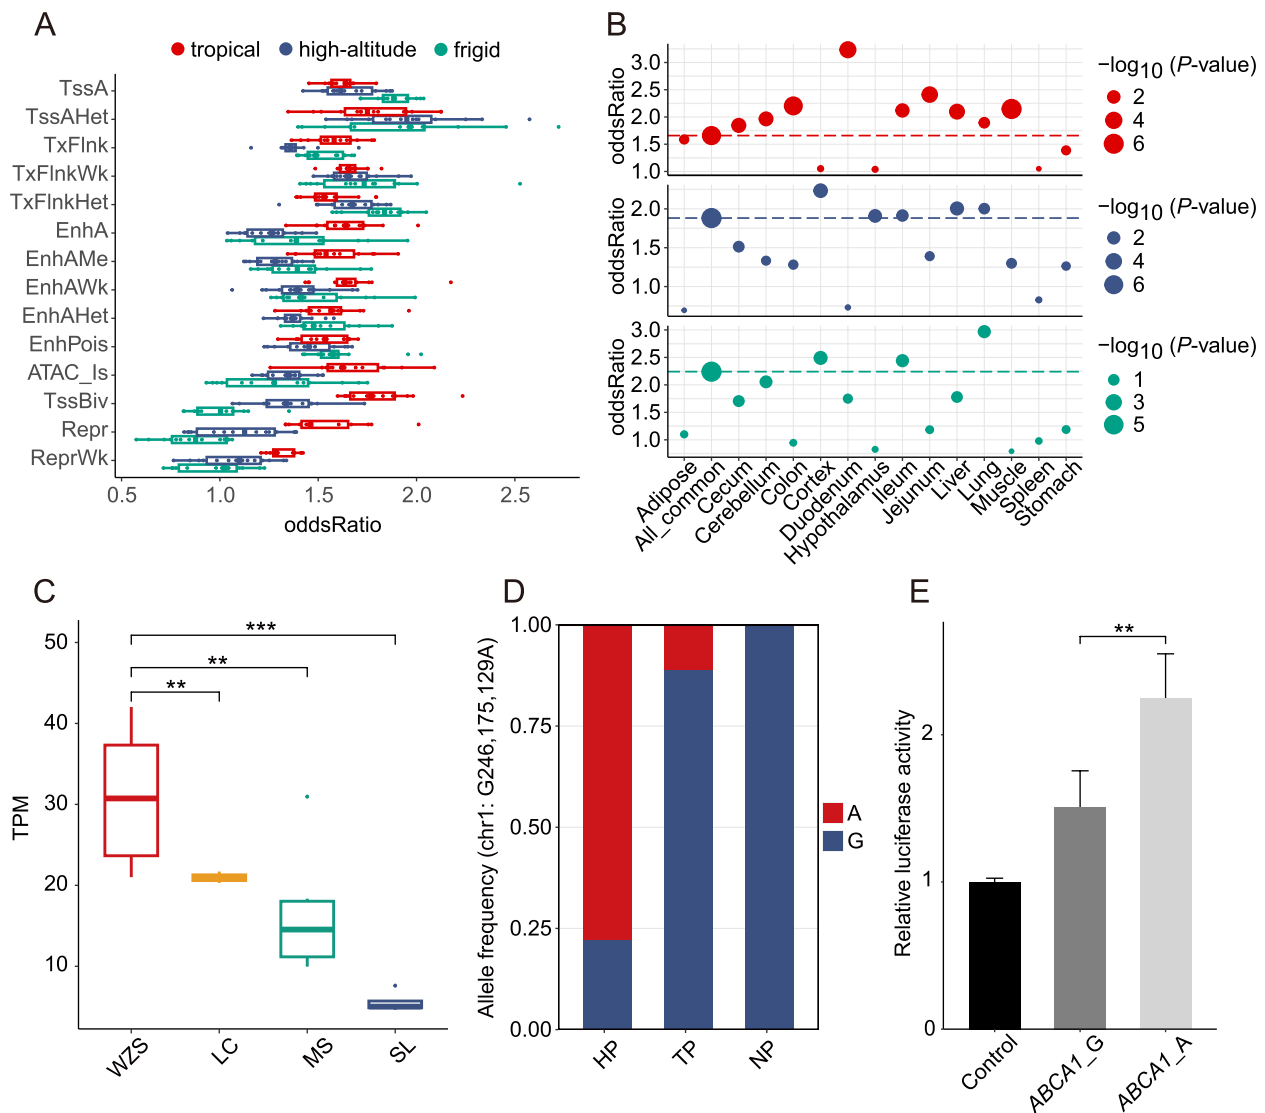 A
tropical
high-altitude
frigid
TssA
TssAHet
TxFlnk
TxFlnkWk
TxFlnkHet
EnhA
EnhAMe
EnhAWk
EnhAHet
EnhPois
ATAC_Is
TssBiv
Repr
ReprWk
0.5 1.0 1.5 2.0 2.5
oddsRatio
B
oddsRatio
3.0
2.5
2.0
1.5
1.0
−log10 (P-value)
2
4
6
oddsRatio
2.0
1.5
1.0
−log10 (P-value)
2
4
6
oddsRatio
3.0
2.5
2.0
1.5
1.0
−log10 (P-value)
1
3
5
Adipose
All_common
Cecum
Cerebellum
Colon
Cortex
Duodenum
Hypothalamus
Ileum
Jejunum
Liver
Lung
Muscle
Spleen
Stomach
C
TPM
50
40
30
20
10
***
**
**
WZS
LC
MS
SL
D
Allele frequency (chr1: G246,175,129A)
1.00
0.75
0.50
0.25
0.00
HP
TP
NP
A
G
E
Relative luciferase activity
2
1
0
**
Control
ABCA1_G
ABCA1_A